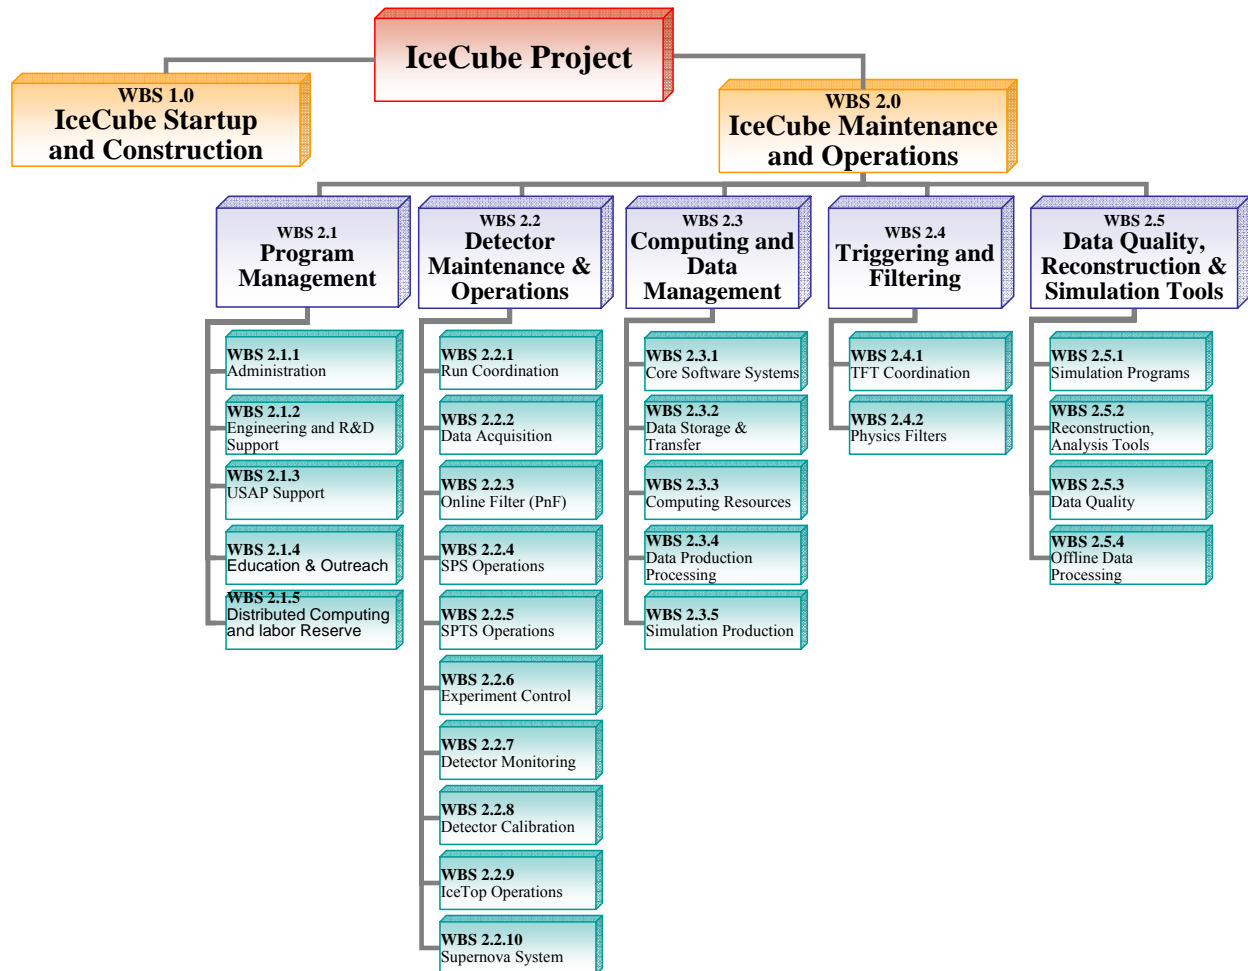 IceCube Project
WBS 1.0
IceCube Startup
and Construction
WBS 2.0
IceCube Maintenance
and Operations
WBS 2.1
Program
Management
WBS 2.2
Detector
Maintenance &
Operations
WBS 2.3
Computing and
Data
Management
WBS 2.4
Triggering and
Filtering
WBS 2.5
Data Quality,
Reconstruction &
Simulation Tools
WBS 2.1.1
Administration
WBS 2.1.2
Engineering and R&D
Support
WBS 2.1.3
USAP Support
WBS 2.1.4
Education & Outreach
WBS 2.1.5
Distributed Computing
and labor Reserve
WBS 2.2.1
Run Coordination
WBS 2.2.2
Data Acquisition
WBS 2.2.3
Online Filter (PnF)
WBS 2.2.4
SPS Operations
WBS 2.2.5
SPTS Operations
WBS 2.2.6
Experiment Control
WBS 2.2.7
Detector Monitoring
WBS 2.2.8
Detector Calibration
WBS 2.2.9
IceTop Operations
WBS 2.2.10
Supernova System
WBS 2.3.1
Core Software Systems
WBS 2.3.2
Data Storage &
Transfer
WBS 2.3.3
Computing Resources
WBS 2.3.4
Data Production
Processing
WBS 2.3.5
Simulation Production
WBS 2.4.1
TFT Coordination
WBS 2.4.2
Physics Filters
WBS 2.5.1
Simulation Programs
WBS 2.5.2
Reconstruction,
Analysis Tools
WBS 2.5.3
Data Quality
WBS 2.5.4
Offline Data
Processing